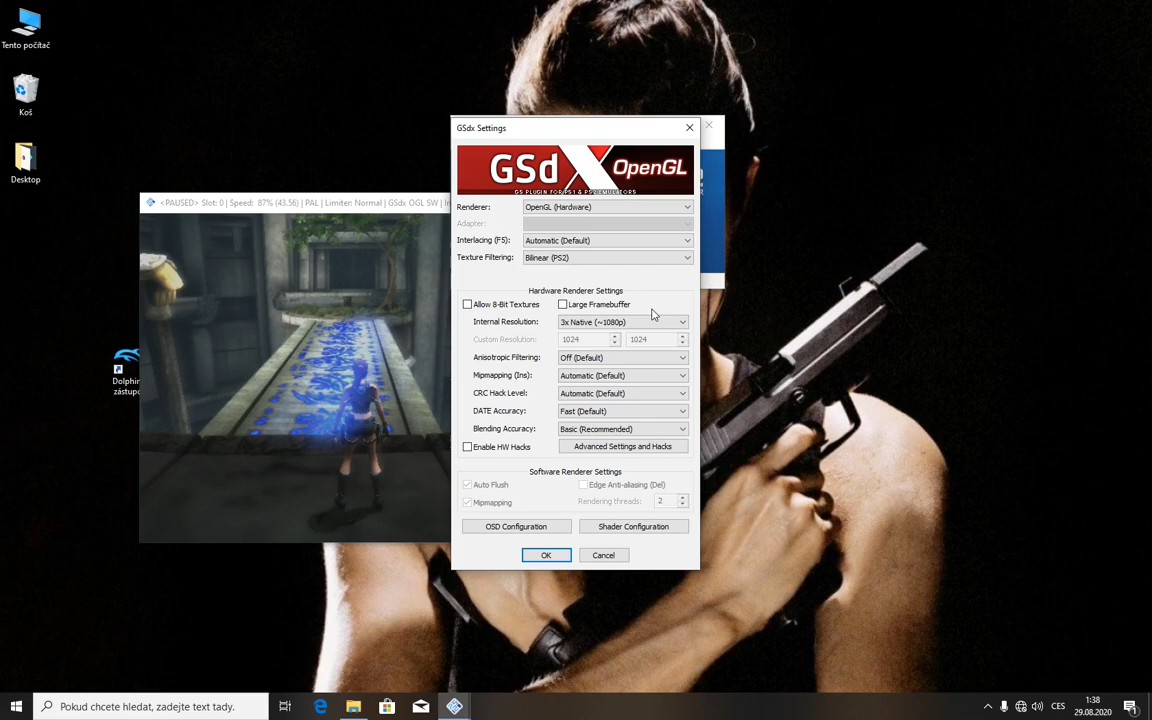 Tento počítač
Koš
Desktop
Dolphin
zástupc
<PAUSED> Slot: 0 | Speed: 87% (43.56) | PAL | Limiter: Normal | GSdx OGL SW | In
GSdx Settings
GSdX OpenGL
GS PLUGIN FOR PS1 & PS2 EMULATORS
Renderer: OpenGL (Hardware)
Adapter:
Interlacing (F5): Automatic (Default)
Texture Filtering: Bilinear (PS2)
Hardware Renderer Settings
Allow 8-Bit Textures Large Framebuffer
Internal Resolution: 3x Native (~1080p)
Custom Resolution: 1024 1024
Anisotropic Filtering: Off (Default)
Mipmapping (Ins): Automatic (Default)
CRC Hack Level: Automatic (Default)
DATE Accuracy: Fast (Default)
Blending Accuracy: Basic (Recommended)
Enable HW Hacks Advanced Settings and Hacks
Software Renderer Settings
Auto Flush Edge Anti-aliasing (Del)
Mipmapping Rendering threads: 2
OSD Configuration Shader Configuration
OK Cancel
Pokud chcete hledat, zadejte text tady.
CES
1:38
29.08.2020